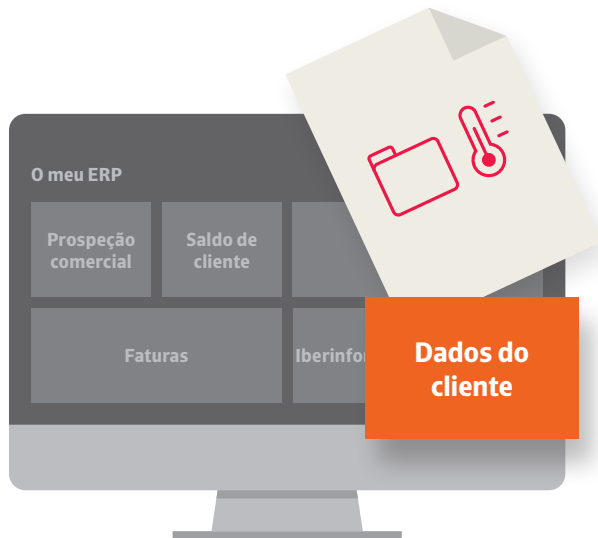 O meu ERP
Prospeção
comercial
Saldo de
cliente
Faturas
Dados do
cliente